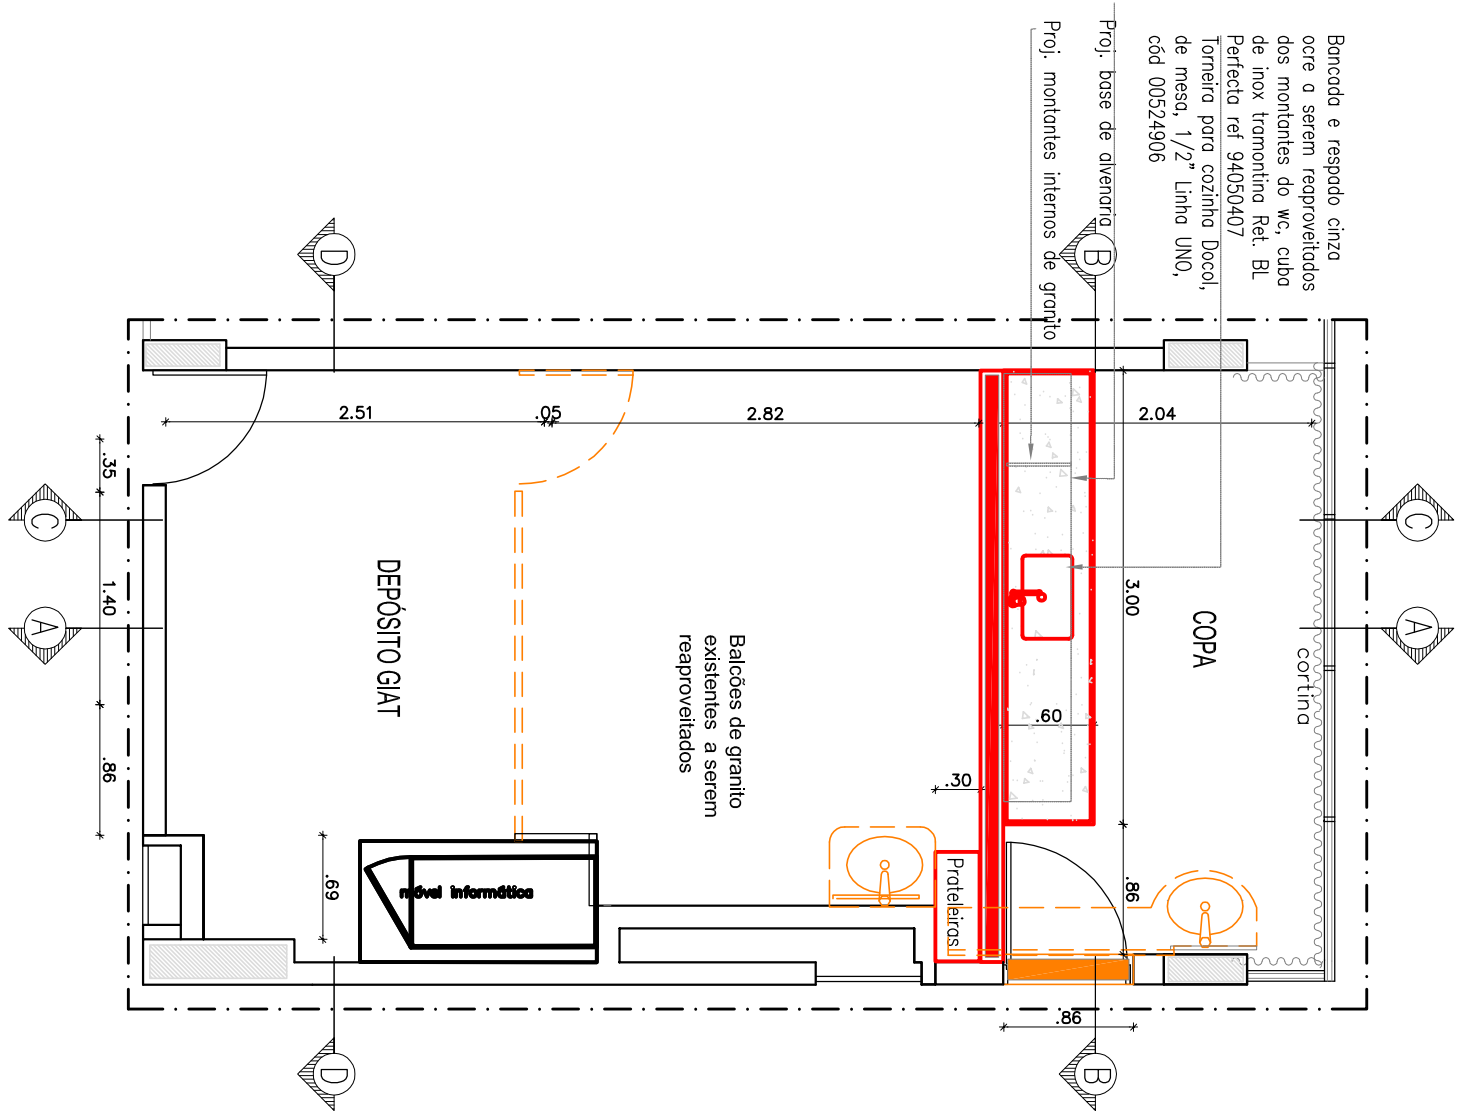 Bancada e respado cinza
ocre a serem reaproveitados
dos montantes do wc, cuba
de inox tramontina Ret. BL
Perfecta ref 94050407
Torneira para cozinha Docol,
de mesa, 1/2" Linha UNO,
cód 00524906
Proj. base de alvenaria
Proj. montantes internos de granito
D
B
2.51
.05
2.82
2.04
.35
1.40
.86
C
A
C
A
3.00
COPA
cortina
DEPÓSITO GIAT
Balcões de granito
existentes a serem
reaproveitados
.60
.30
.69
móvel informática
Prateleiras
.86
.86
D
B